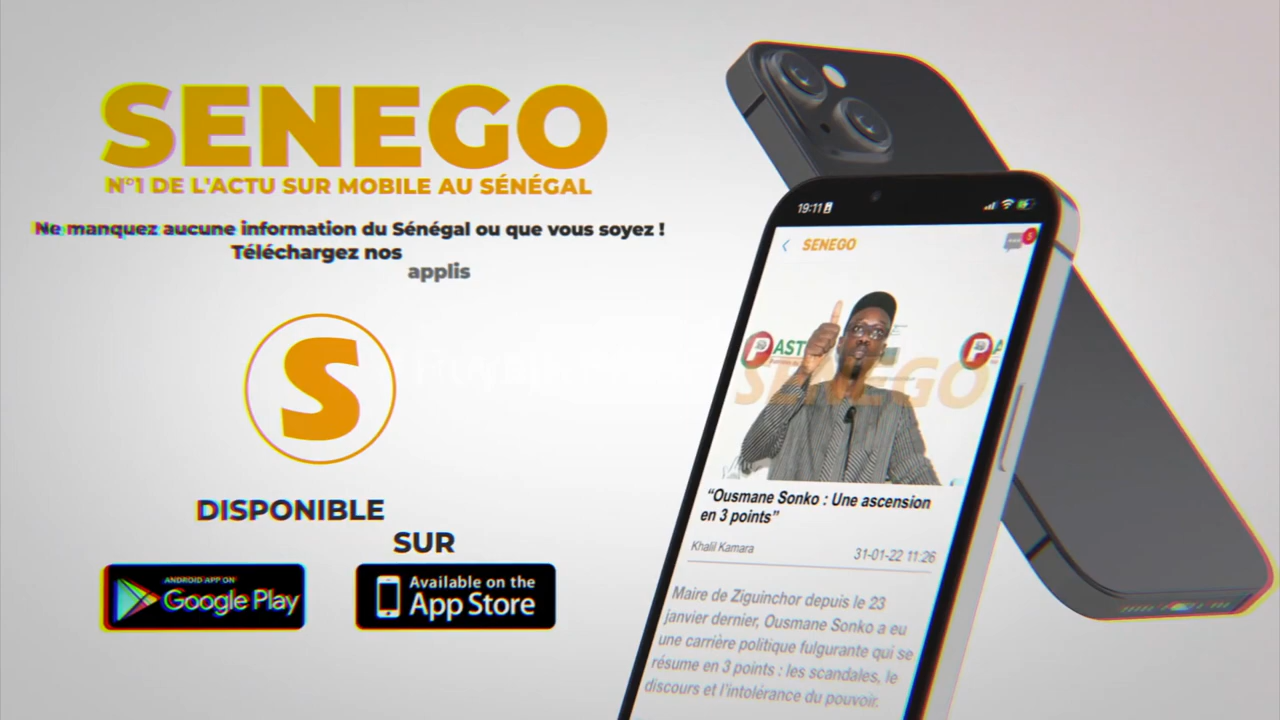 SENEGO
N°1 DE L'ACTU SUR MOBILE AU SÉNÉGAL
Ne manquez aucune information du Sénégal ou que vous soyez !
Téléchargez nos
applis
S
DISPONIBLE
SUR
ANDROID APP ON
Google Play
Available on the
App Store
19:11
SENEGO
5
PAST
SENEGO
“Ousmane Sonko : Une ascension
en 3 points”
Khalil Kamara
31-01-22 11:26
Maire de Ziguinchor depuis le 23
janvier dernier, Ousmane Sonko a eu
une carrière politique fulgurante qui se
résume en 3 points : les scandales, le
discours et l'intolérance du pouvoir.